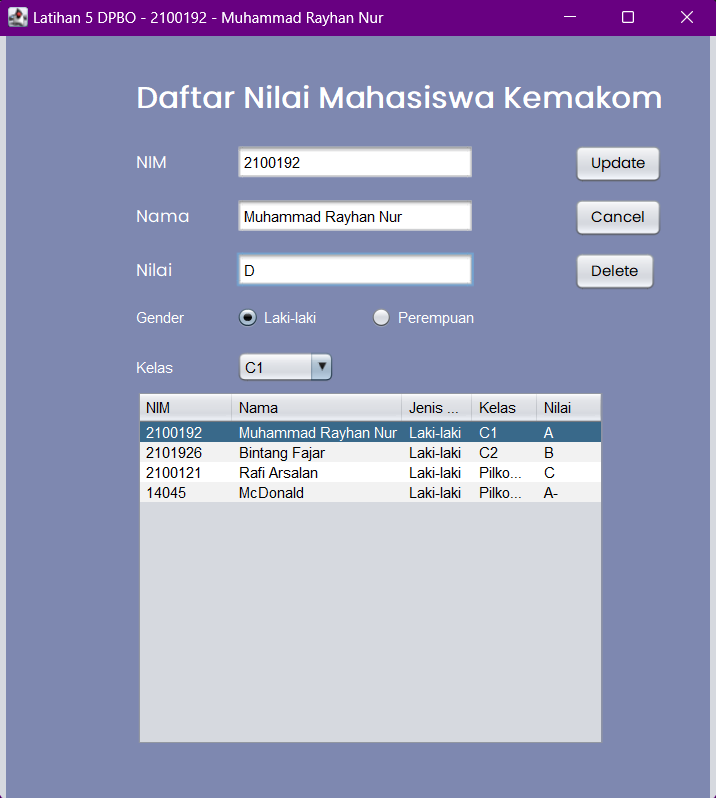 Latihan 5 DPBO - 2100192 - Muhammad Rayhan Nur
Daftar Nilai Mahasiswa Kemakom
NIM 2100192 Update
Nama Muhammad Rayhan Nur Cancel
Nilai D Delete
Gender Laki-laki Perempuan
Kelas C1
NIM Nama Jenis ... Kelas Nilai
2100192 Muhammad Rayhan Nur Laki-laki C1 A
2101926 Bintang Fajar Laki-laki C2 B
2100121 Rafi Arsalan Laki-laki Pilko... C
14045 McDonald Laki-laki Pilko... A-